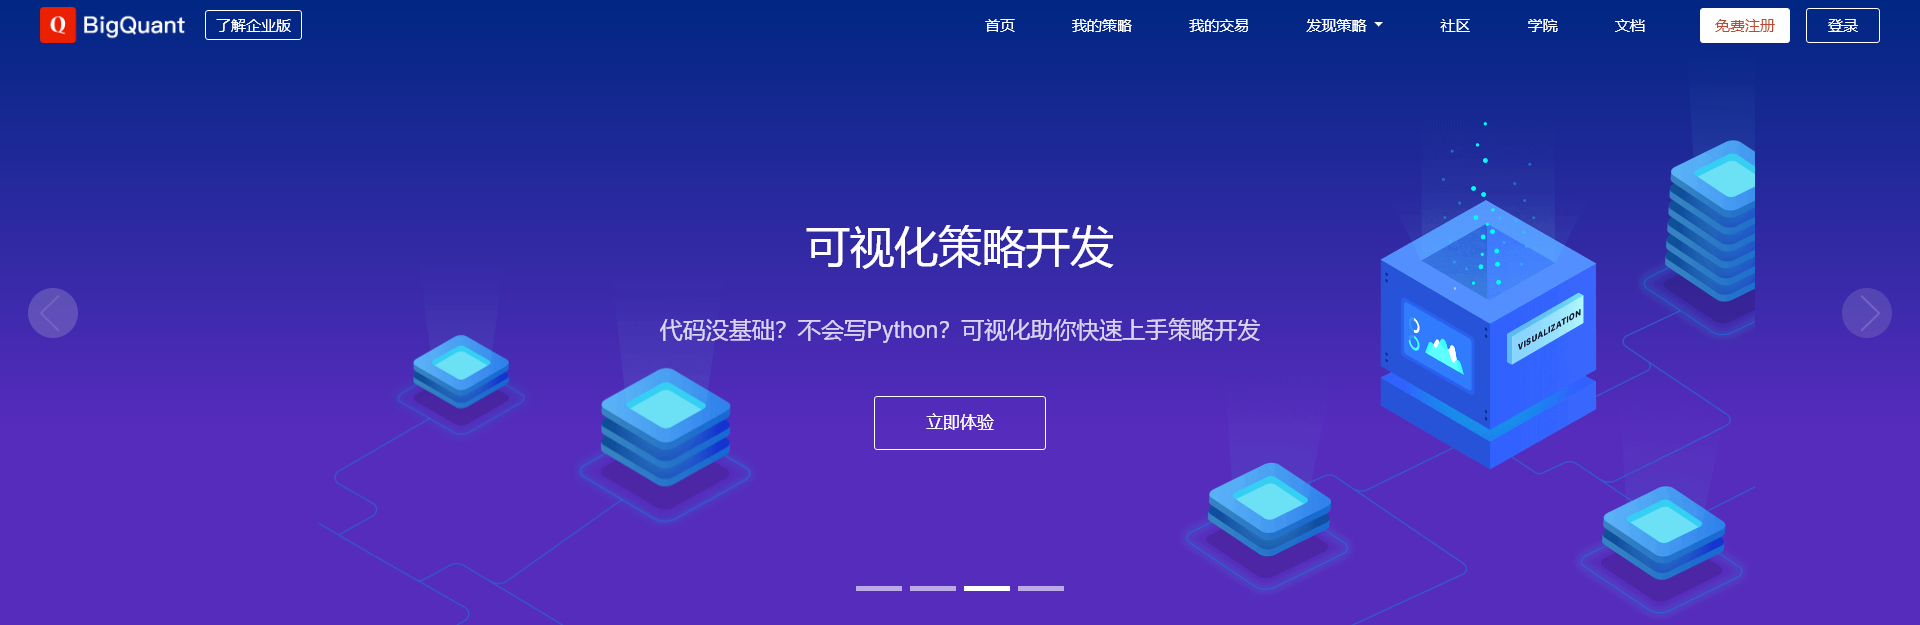 Q BigQuant 了解企业版 首页 我的策略 我的交易 发现策略 社区 学院 文档 免费注册 登录
可视化策略开发
VISUALIZATION
代码没基础？不会写Python？可视化助你快速上手策略开发
立即体验